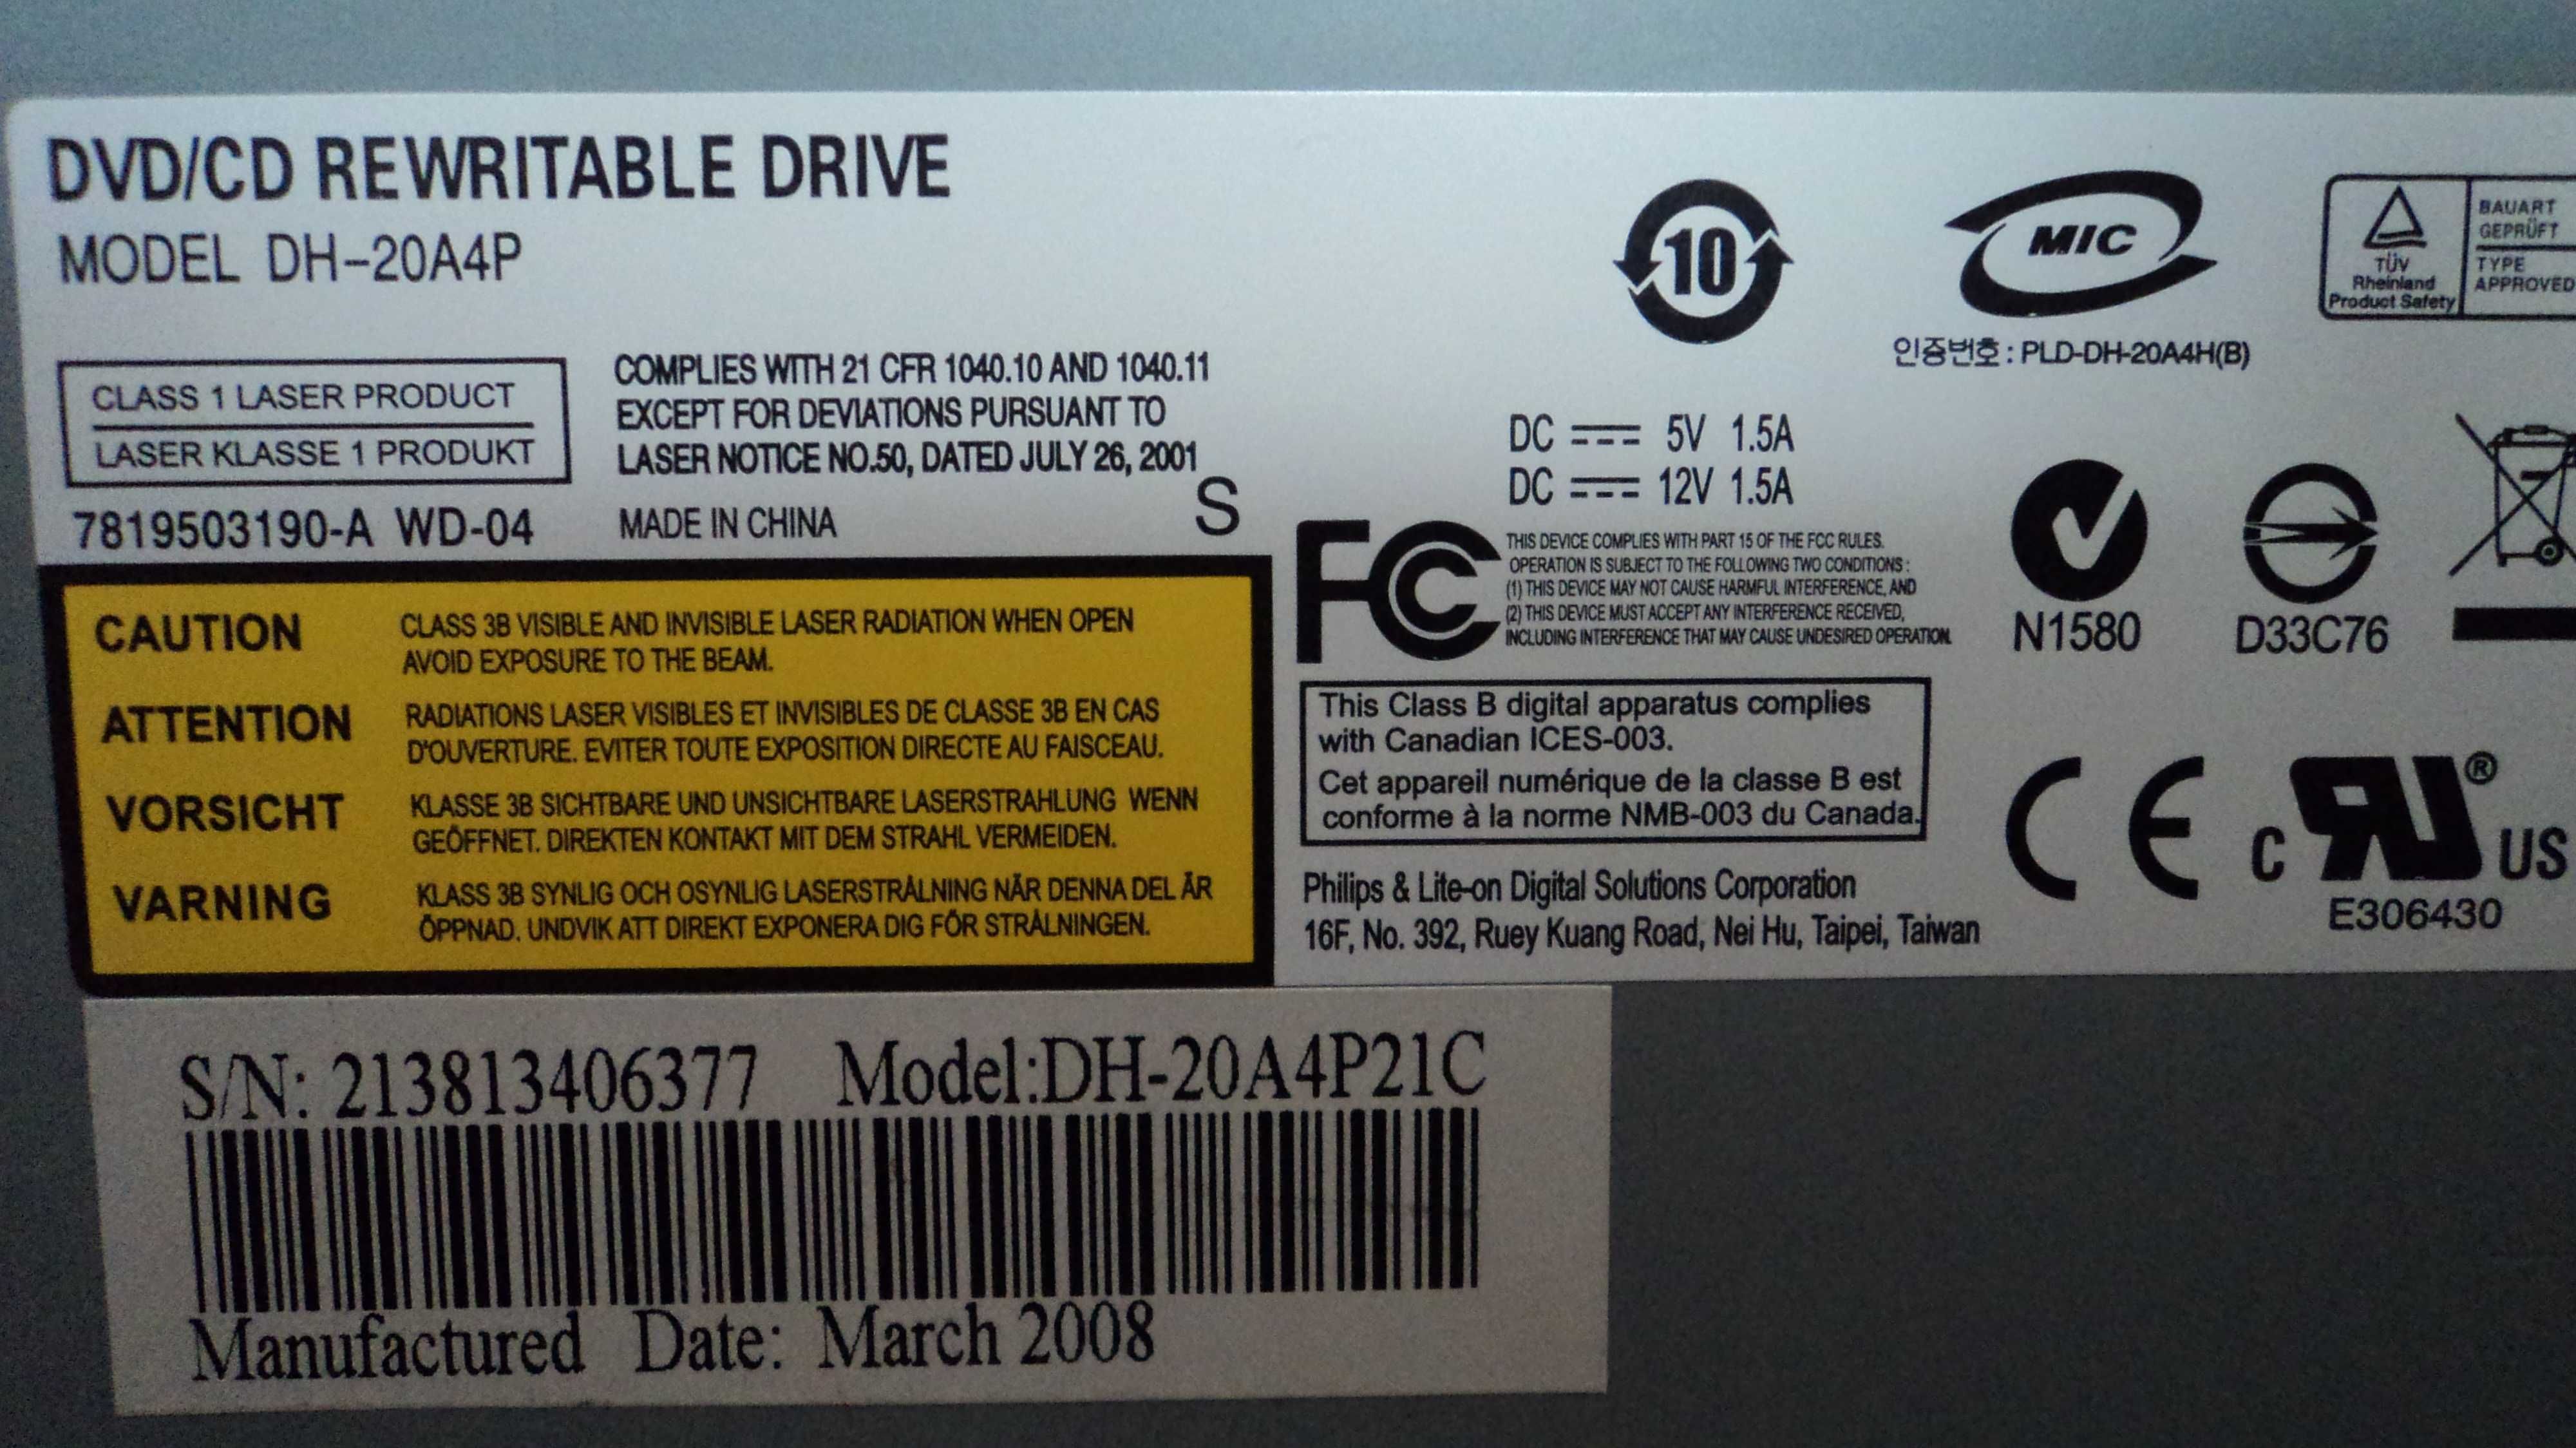 DVD/CD REWRITABLE DRIVE
MODEL DH-20A4P
CLASS 1 LASER PRODUCT
LASER KLASSE 1 PRODUKT
COMPLIES WITH 21 CFR 1040.10 AND 1040.11
EXCEPT FOR DEVIATIONS PURSUANT TO
LASER NOTICE NO.50, DATED JULY 26, 2001
7819503190-A WD-04
MADE IN CHINA
S
CAUTION
CLASS 3B VISIBLE AND INVISIBLE LASER RADIATION WHEN OPEN
AVOID EXPOSURE TO THE BEAM.
ATTENTION
RADIATIONS LASER VISIBLES ET INVISIBLES DE CLASSE 3B EN CAS
D'OUVERTURE. EVITER TOUTE EXPOSITION DIRECTE AU FAISCEAU.
VORSICHT
KLASSE 3B SICHTBARE UND UNSICHTBARE LASERSTRAHLUNG WENN
GEÖFFNET. DIREKTEN KONTAKT MIT DEM STRAHL VERMEIDEN.
VARNING
KLASS 3B SYNLIG OCH OSYNLIG LASERSTRÅLNING NÄR DENNA DEL ÄR
ÖPPNAD. UNDVIK ATT DIREKT EXPONERA DIG FÖR STRÅLNINGEN.
10
MIC
인증번호 : PLD-DH-20A4H(B)
TÜV
Rheinland
Product Safety
BAUART
GEPRÜFT
TYPE
APPROVED
DC 5V 1.5A
DC 12V 1.5A
FC
THIS DEVICE COMPLIES WITH PART 15 OF THE FCC RULES.
OPERATION IS SUBJECT TO THE FOLLOWING TWO CONDITIONS :
(1) THIS DEVICE MAY NOT CAUSE HARMFUL INTERFERENCE, AND
(2) THIS DEVICE MUST ACCEPT ANY INTERFERENCE RECEIVED,
INCLUDING INTERFERENCE THAT MAY CAUSE UNDESIRED OPERATION.
N1580
D33C76
This Class B digital apparatus complies
with Canadian ICES-003.
Cet appareil numérique de la classe B est
conforme à la norme NMB-003 du Canada.
CE
c RU ® US
E306430
Philips & Lite-on Digital Solutions Corporation
16F, No. 392, Ruey Kuang Road, Nei Hu, Taipei, Taiwan
S/N: 213813406377 Model:DH-20A4P21C
Manufactured Date: March 2008